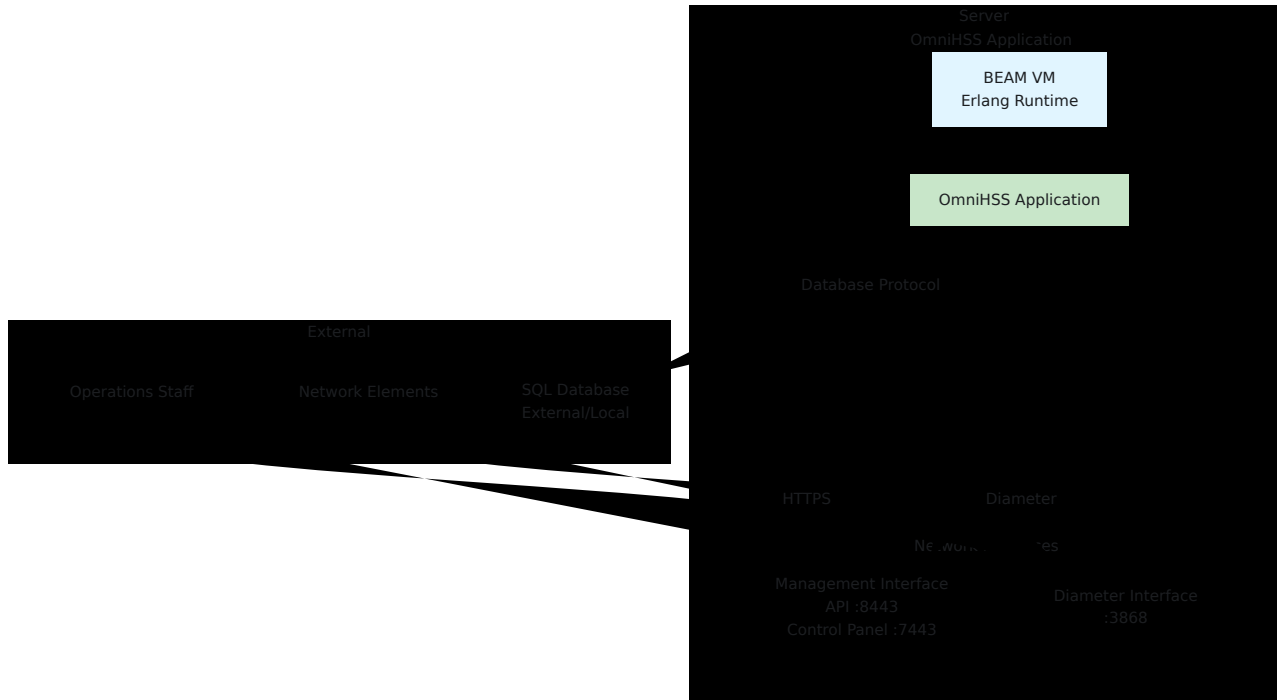 Server
OmniHSS Application
BEAM VM
Erlang Runtime
OmniHSS Application
Database Protocol
External
Operations Staff
Network Elements
SQL Database
External/Local
HTTPS
Diameter
Management Interface
API :8443
Control Panel :7443
Diameter Interface
:3868